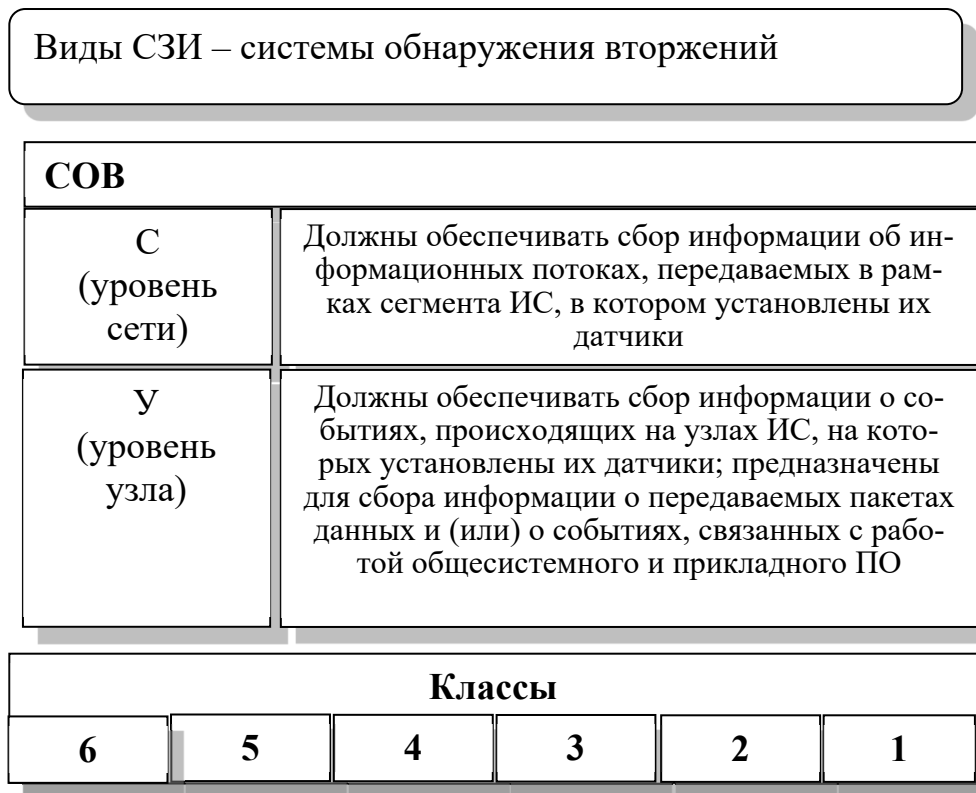 Виды СЗИ – системы обнаружения вторжений
СОВ
С
(уровень
сети)
Должны обеспечивать сбор информации об ин-
формационных потоках, передаваемых в рам-
ках сегмента ИС, в котором установлены их
датчики
У
(уровень
узла)
Должны обеспечивать сбор информации о со-
бытиях, происходящих на узлах ИС, на кото-
рых установлены их датчики; предназначены
для сбора информации о передаваемых пакетах
данных и (или) о событиях, связанных с рабо-
той общесистемного и прикладного ПО
Классы
6 5 4 3 2 1